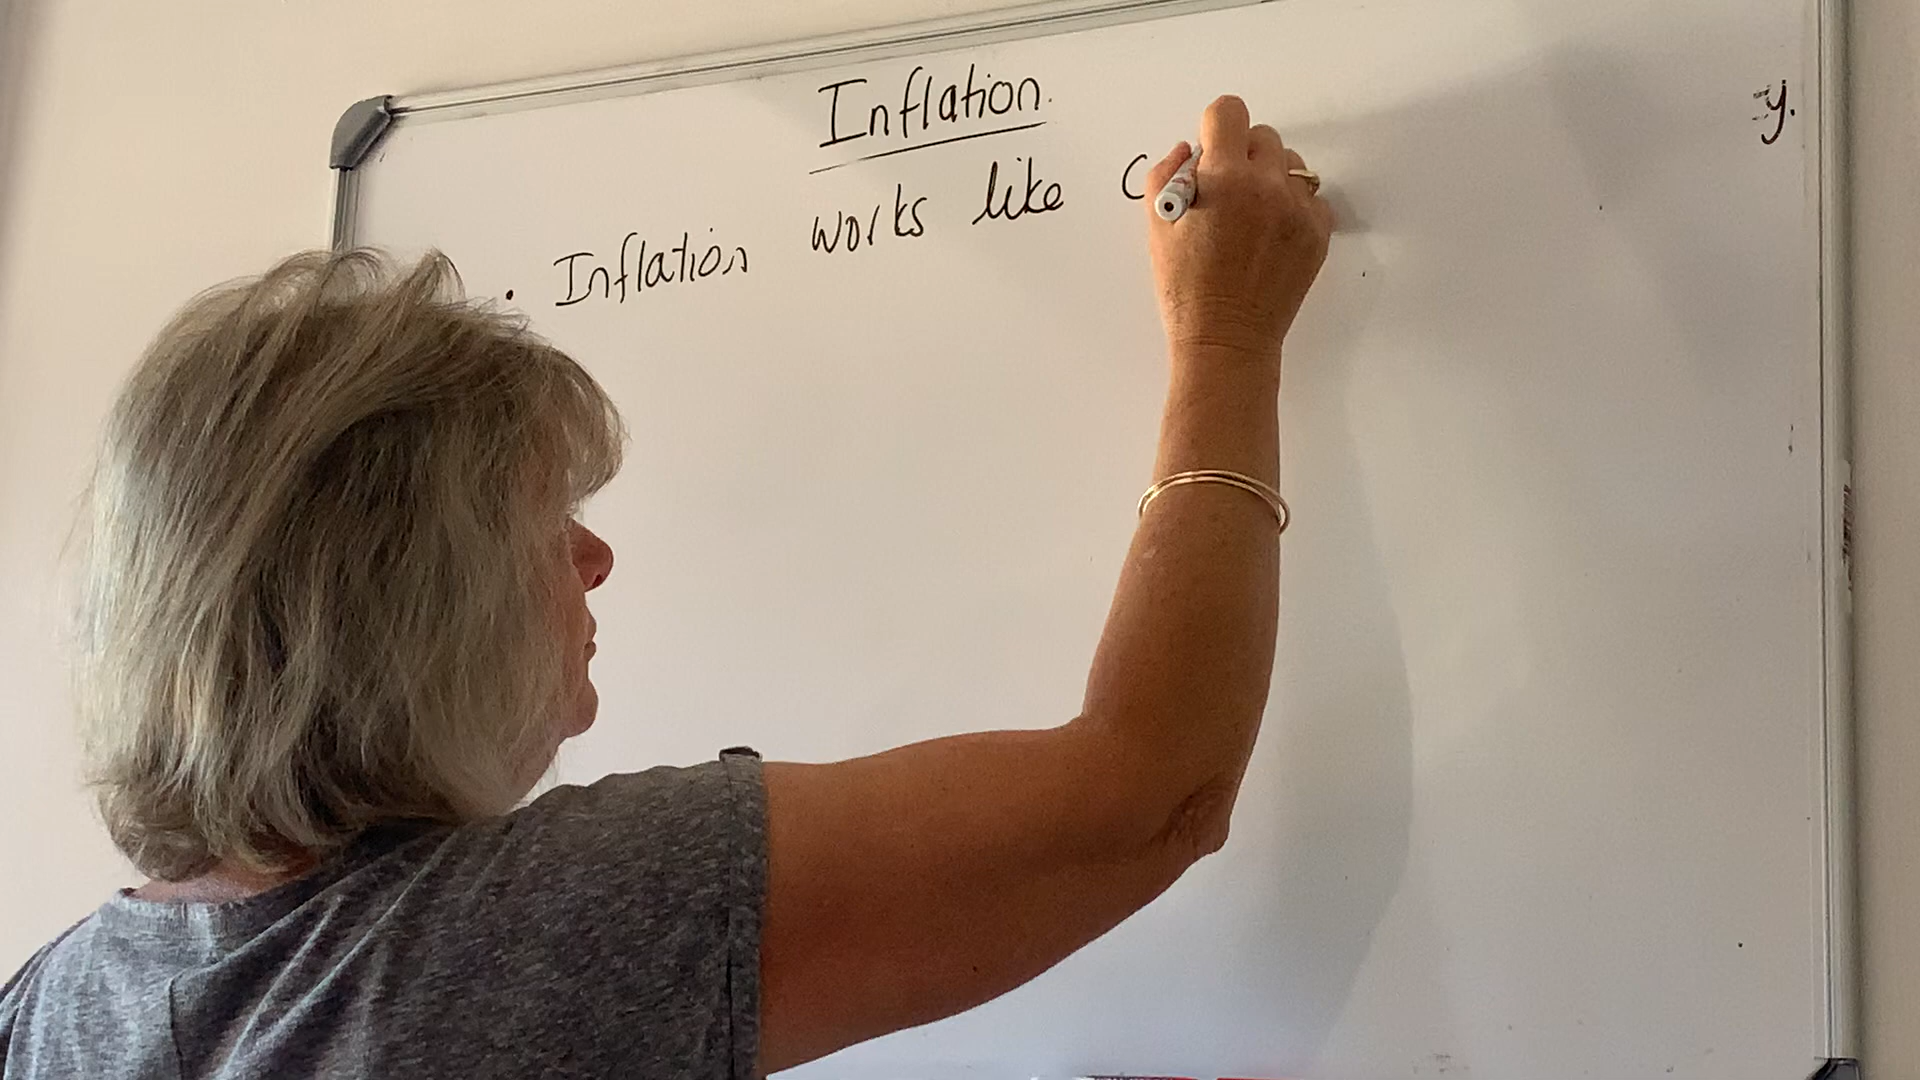 Inflation.
• Inflation works like
y.